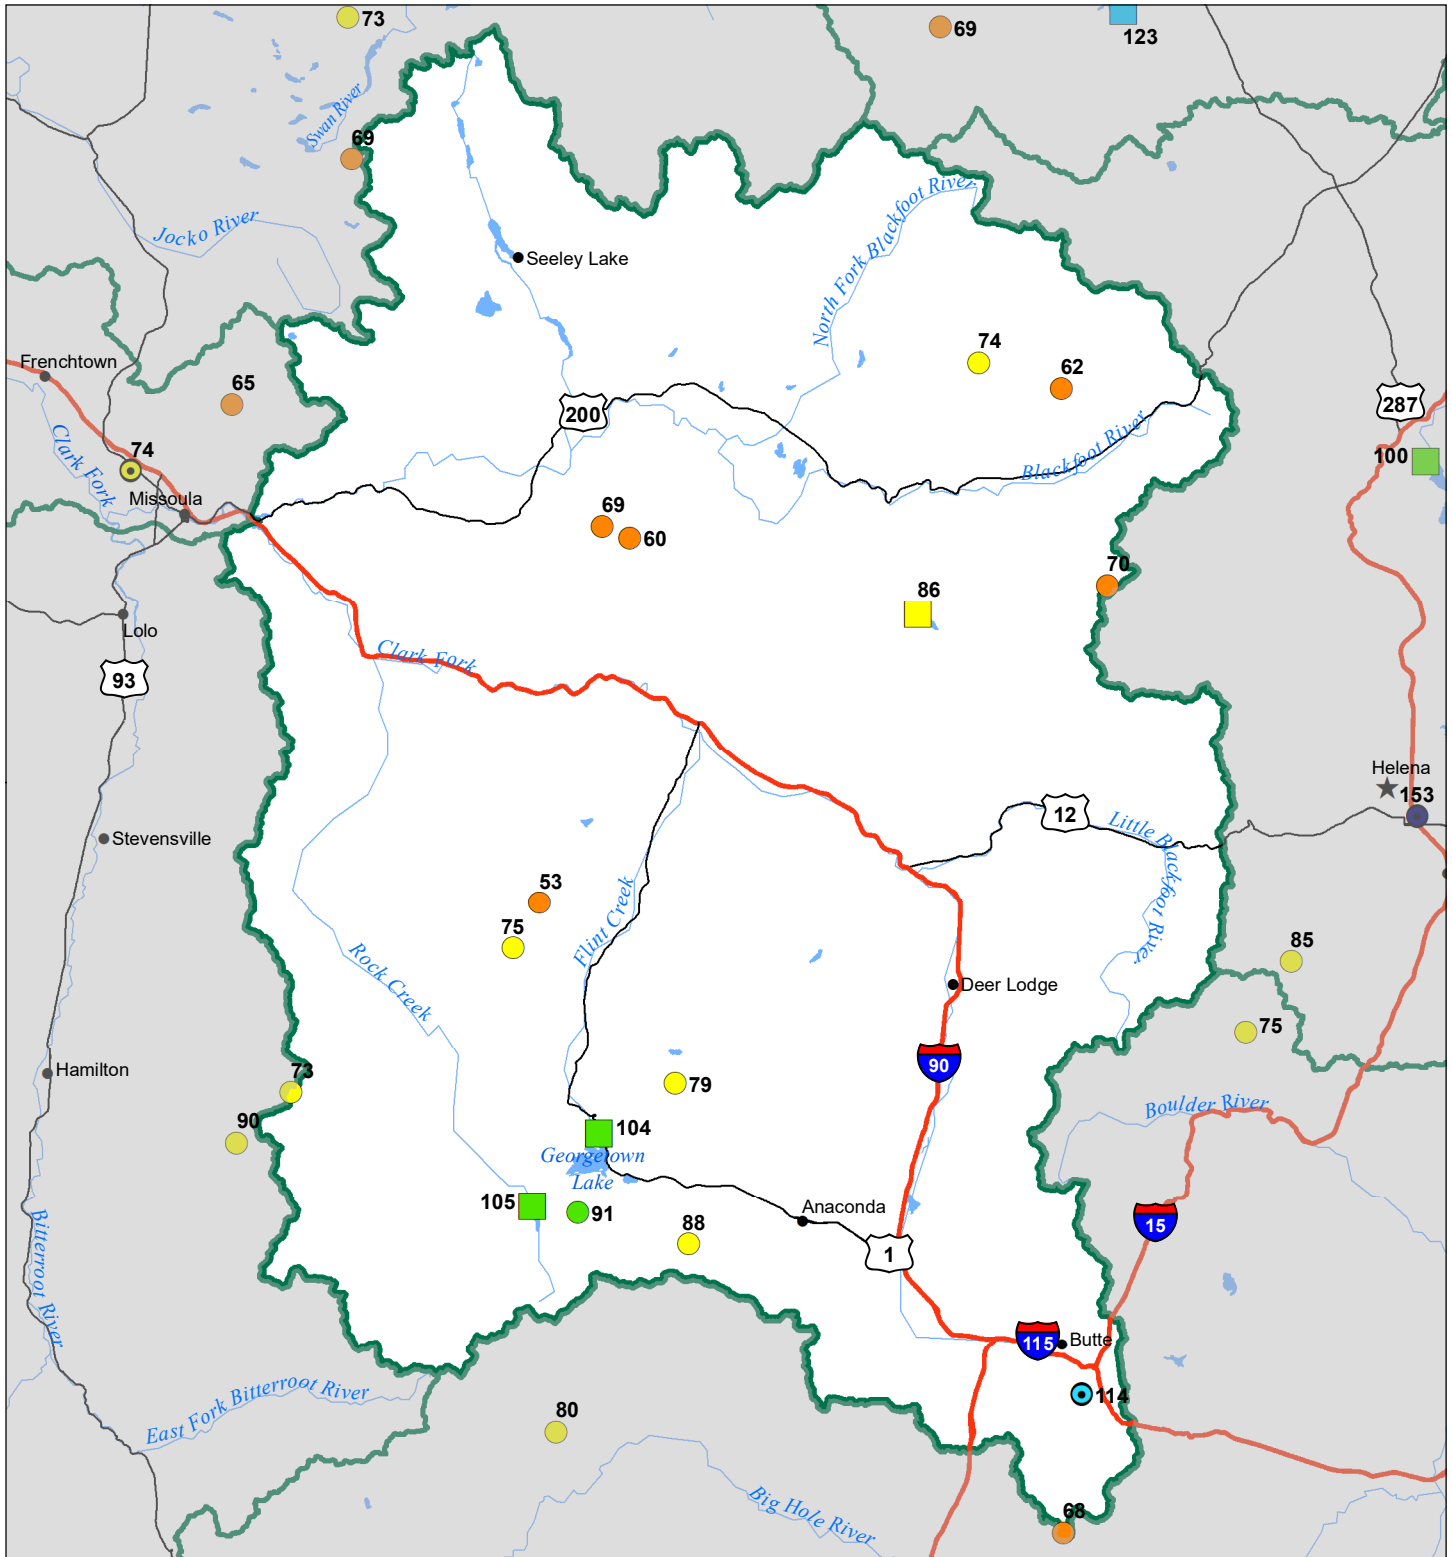 73
69
123
Swan River
69
Jocko River
North Fork Blackfoot River
Seeley Lake
Frenchtown
65
74
62
200
287
Clark Fork
74
Blackfoot River
100
Missoula
69
60
70
86
Lolo
Clark Fork
93
Helena
153
12
Little Blackfoot River
Stevensville
53
75
Flint Creek
85
Rock Creek
Deer Lodge
75
Hamilton
73
90
79
Boulder River
90
104
Georgetown
Lake
105
91
88
Anaconda
1
15
Bitterroot River
115
Butte
114
East Fork Bitterroot River
80
Big Hole River
68